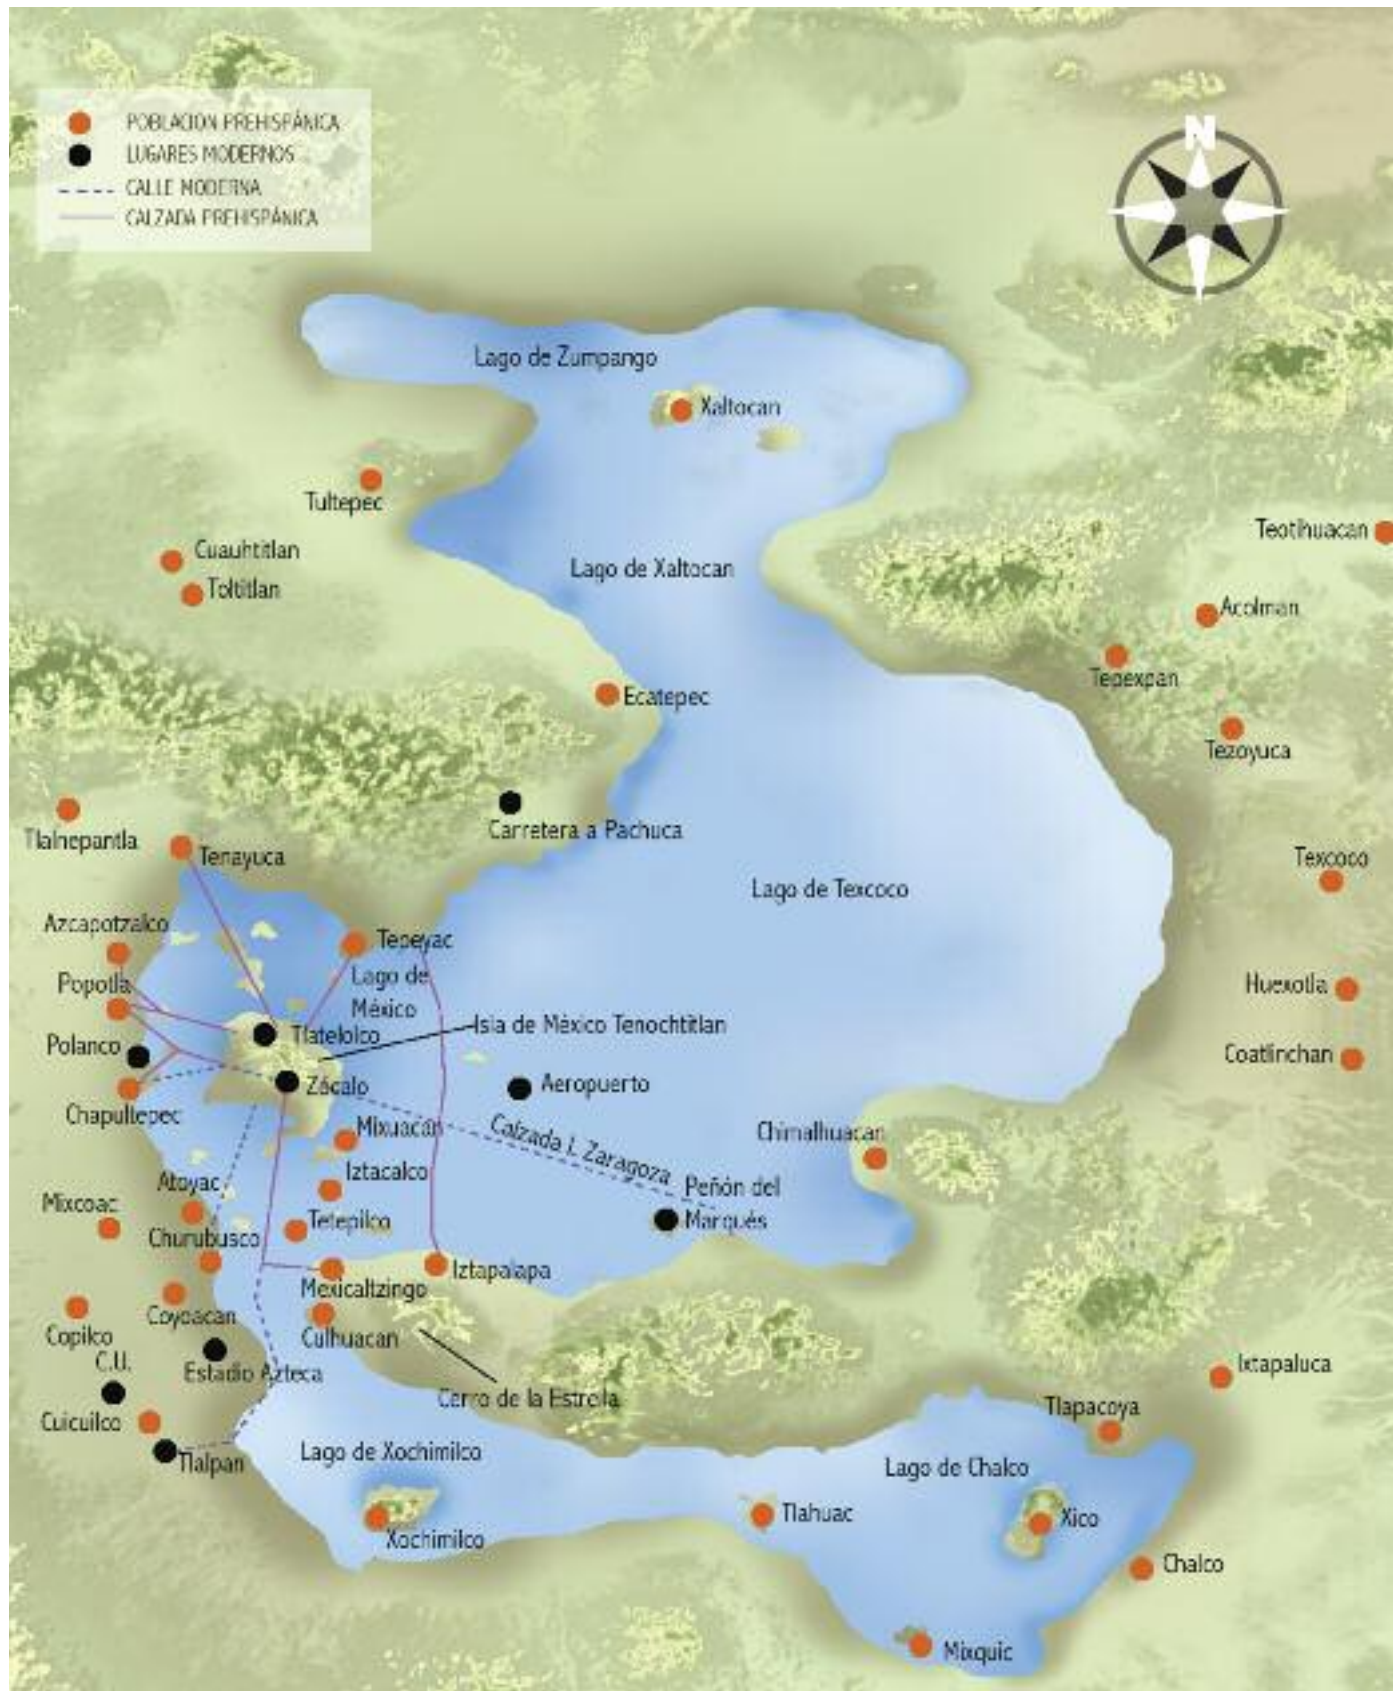 N
POBLACION PREHISPÁNICA
LUGARES MODERNOS
CALLE MODERNA
CALZADA PREHISPÁNICA
Lago de Zumpango
Xaltocan
Tultepec
Teotihuacan
Cuauhtitlan
Lago de Xaltocan
Toltitlan
Acolman
Tepexpan
Ecatepec
Tezoyuca
Carretera a Pachuca
Tlalnepantla
Tenayuca
Texcoco
Lago de Texcoco
Azcapotzalco
Tepeyac
Popotla
Lago de
México
Huexotla
Isla de México Tenochtitlan
Tlatelolco
Polanco
Coatlinchan
Zócalo
Aeropuerto
Chapultepec
Mixuacan
Calzada I. Zaragoza
Chimalhuacan
Iztacalco
Atoyac
Peñón del
Marqués
Mixcoac
Tetepilco
Churubusco
Iztapalapa
Mexicaltzingo
Coyoacan
Copilco
Culhuacan
C.U.
Estadio Azteca
Ixtapaluca
Cerro de la Estrella
Tlapacoya
Cuicuilco
Tlalpan
Lago de Xochimilco
Lago de Chalco
Tlahuac
Xico
Xochimilco
Chalco
Mixquic